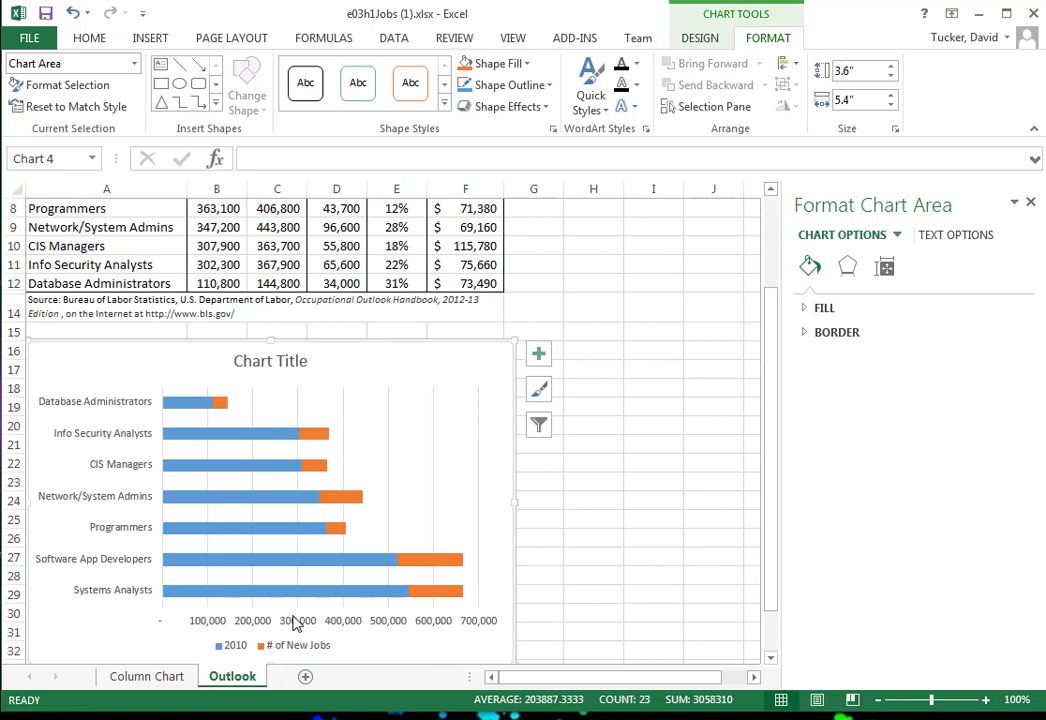 e03h1Jobs (1).xlsx - Excel
CHART TOOLS
FILE HOME INSERT PAGE LAYOUT FORMULAS DATA REVIEW VIEW ADD-INS Team DESIGN FORMAT Tucker, David
Chart Area
Format Selection
Reset to Match Style
Current Selection
Change
Shape
Insert Shapes
Abc Abc Abc
Shape Fill
Shape Outline
Shape Effects
Shape Styles
Quick
Styles
WordArt Styles
Bring Forward
Send Backward
Selection Pane
Arrange
3.6"
5.4"
Size
Chart 4
fx
A B C D E F G H I J
8 Programmers 363,100 406,800 43,700 12% $ 71,380
9 Network/System Admins 347,200 443,800 96,600 28% $ 69,160
10 CIS Managers 307,900 363,700 55,800 18% $ 115,780
11 Info Security Analysts 302,300 367,900 65,600 22% $ 75,660
12 Database Administrators 110,800 144,800 34,000 31% $ 73,490
Source: Bureau of Labor Statistics, U.S. Department of Labor, Occupational Outlook Handbook, 2012-13
14 Edition , on the Internet at http://www.bls.gov/
15
16
17
18
19
20
21
22
23
24
25
26
27
28
29
30
31
32
Chart Title
Database Administrators
Info Security Analysts
CIS Managers
Network/System Admins
Programmers
Software App Developers
Systems Analysts
- 100,000 200,000 300,000 400,000 500,000 600,000 700,000
2010 # of New Jobs
Format Chart Area
CHART OPTIONS TEXT OPTIONS
FILL
BORDER
Column Chart Outlook
READY AVERAGE: 203887.3333 COUNT: 23 SUM: 3058310 100%